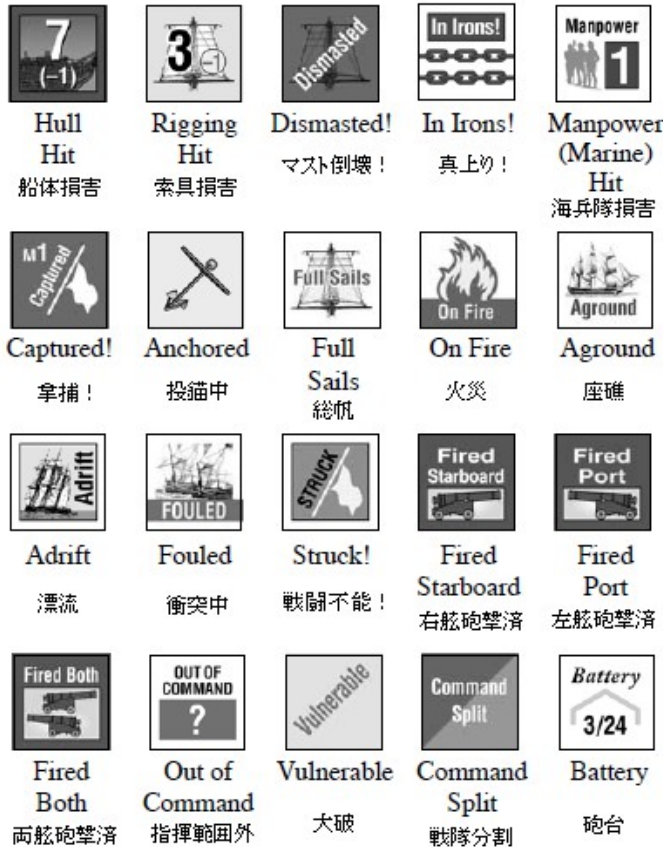 7
(-1)
3
-1
Dismasted
In Irons!
Manpower
1
Hull
Hit
船体損害
Rigging
Hit
索具損害
Dismasted!
マスト倒壊！
In Irons!
真上り！
Manpower
(Marine)
Hit
海兵隊損害
M1
Captured
Full Sails
On Fire
Aground
Captured!
拿捕！
Anchored
投錨中
Full
Sails
総帆
On Fire
火災
Aground
座礁
Adrift
FOULED
STRUCK
Fired
Starboard
Fired
Port
Adrift
漂流
Fouled
衝突中
Struck!
戦闘不能！
Fired
Starboard
右舷砲撃済
Fired
Port
左舷砲撃済
Fired Both
OUT OF
COMMAND
?
Vulnerable
Command
Split
Battery
3/24
Fired
Both
両舷砲撃済
Out of
Command
指揮範囲外
Vulnerable
大破
Command
Split
戦隊分割
Battery
砲台